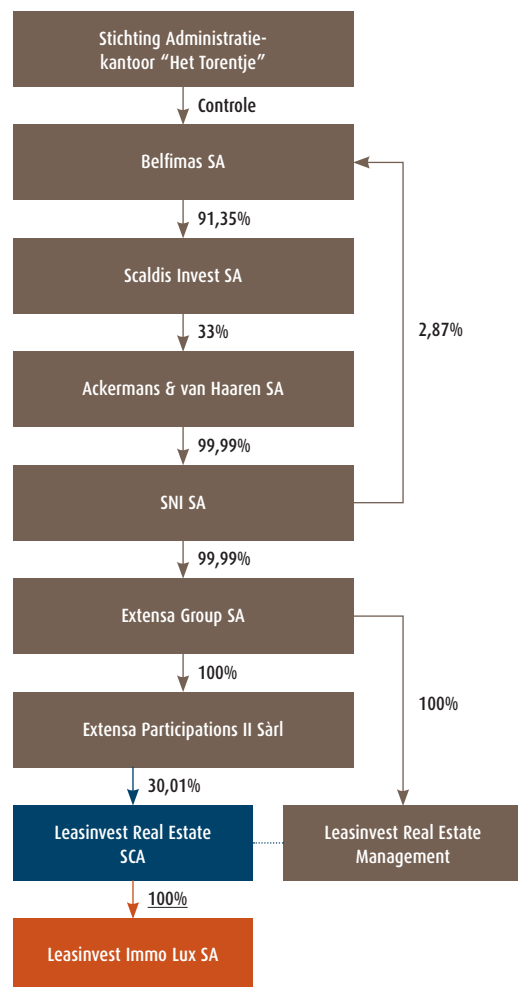 Stichting Administratie-
kantoor “Het Torentje”
Controle
Belfimas SA
91,35%
Scaldis Invest SA
33%
2,87%
Ackermans & van Haaren SA
99,99%
SNI SA
99,99%
Extensa Group SA
100%
100%
Extensa Participations II Sàrl
30,01%
Leasinvest Real Estate
SCA
Leasinvest Real Estate
Management
100%
Leasinvest Immo Lux SA